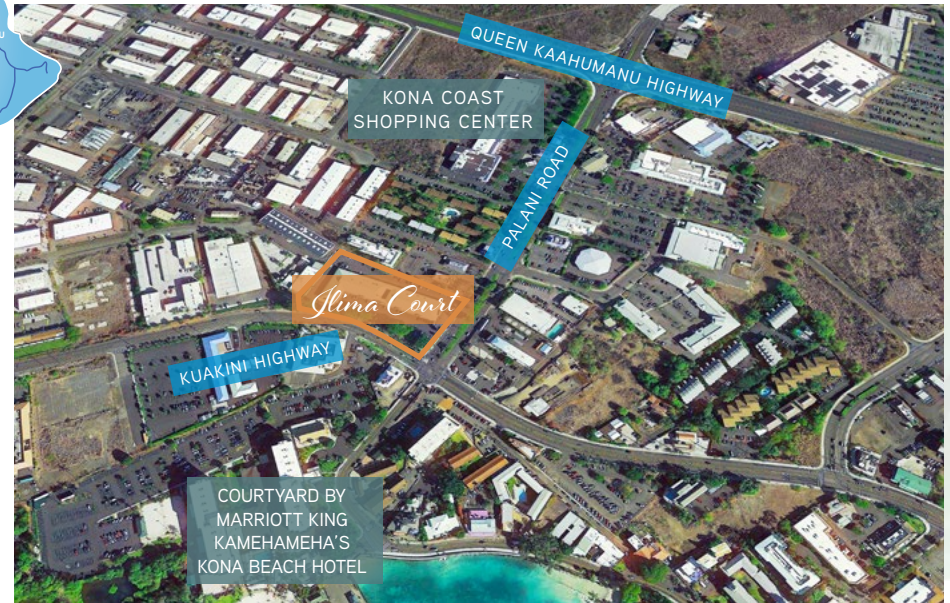 QUEEN KAAHUMANU HIGHWAY
KONA COAST
SHOPPING CENTER
PALANI ROAD
Ilima Court
KUAKINI HIGHWAY
COURTYARD BY
MARRIOTT KING
KAMEHAMEHA'S
KONA BEACH HOTEL